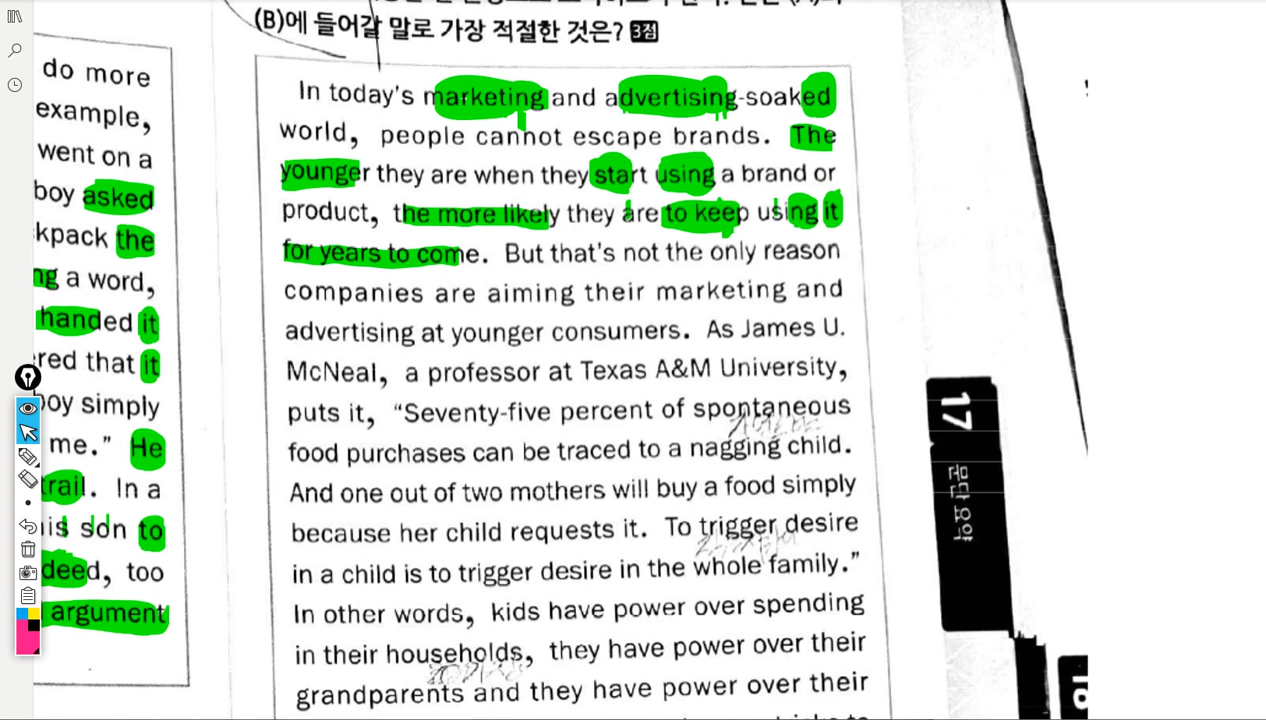 (B)에 들어갈 말로 가장 적절한 것은? 3점
do more
example,
went on a
boy asked
kpack the
ng a word,
handed it
ered that it
boy simply
me.” He
trail. In a
his son to
deed, too
argument
In today's marketing and advertising-soaked
world, people cannot escape brands. The
younger they are when they start using a brand or
product, the more likely they are to keep using it
for years to come. But that's not the only reason
companies are aiming their marketing and
advertising at younger consumers. As James U.
McNeal, a professor at Texas A&M University,
puts it, “Seventy-five percent of spontaneous
food purchases can be traced to a nagging child.
And one out of two mothers will buy a food simply
because her child requests it. To trigger desire
in a child is to trigger desire in the whole family.”
In other words, kids have power over spending
in their households, they have power over their
grandparents and they have power over their
17
문단 요약